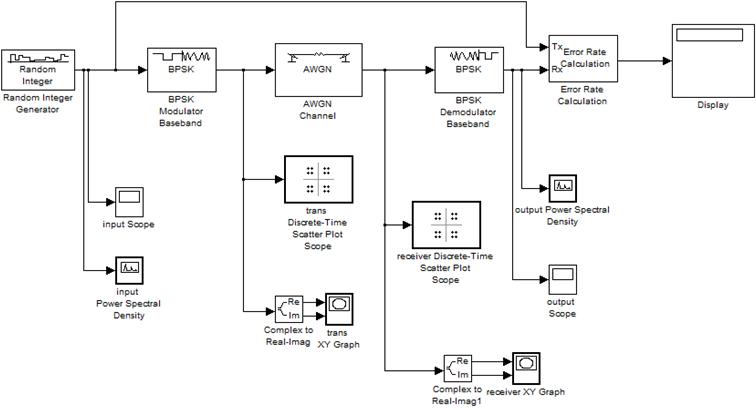 Random
Integer
Random Integer
Generator
BPSK
BPSK
Modulator
Baseband
AWGN
AWGN
Channel
BPSK
BPSK
Demodulator
Baseband
Tx
Rx
Error Rate
Calculation
Error Rate
Calculation
Display
input Scope
input
Power Spectral
Density
trans
Discrete-Time
Scatter Plot
Scope
receiver Discrete-Time
Scatter Plot
Scope
output Power Spectral
Density
output
Scope
Re
Im
Complex to
Real-Imag
trans
XY Graph
Re
Im
Complex to
Real-Imag1
receiver XY Graph